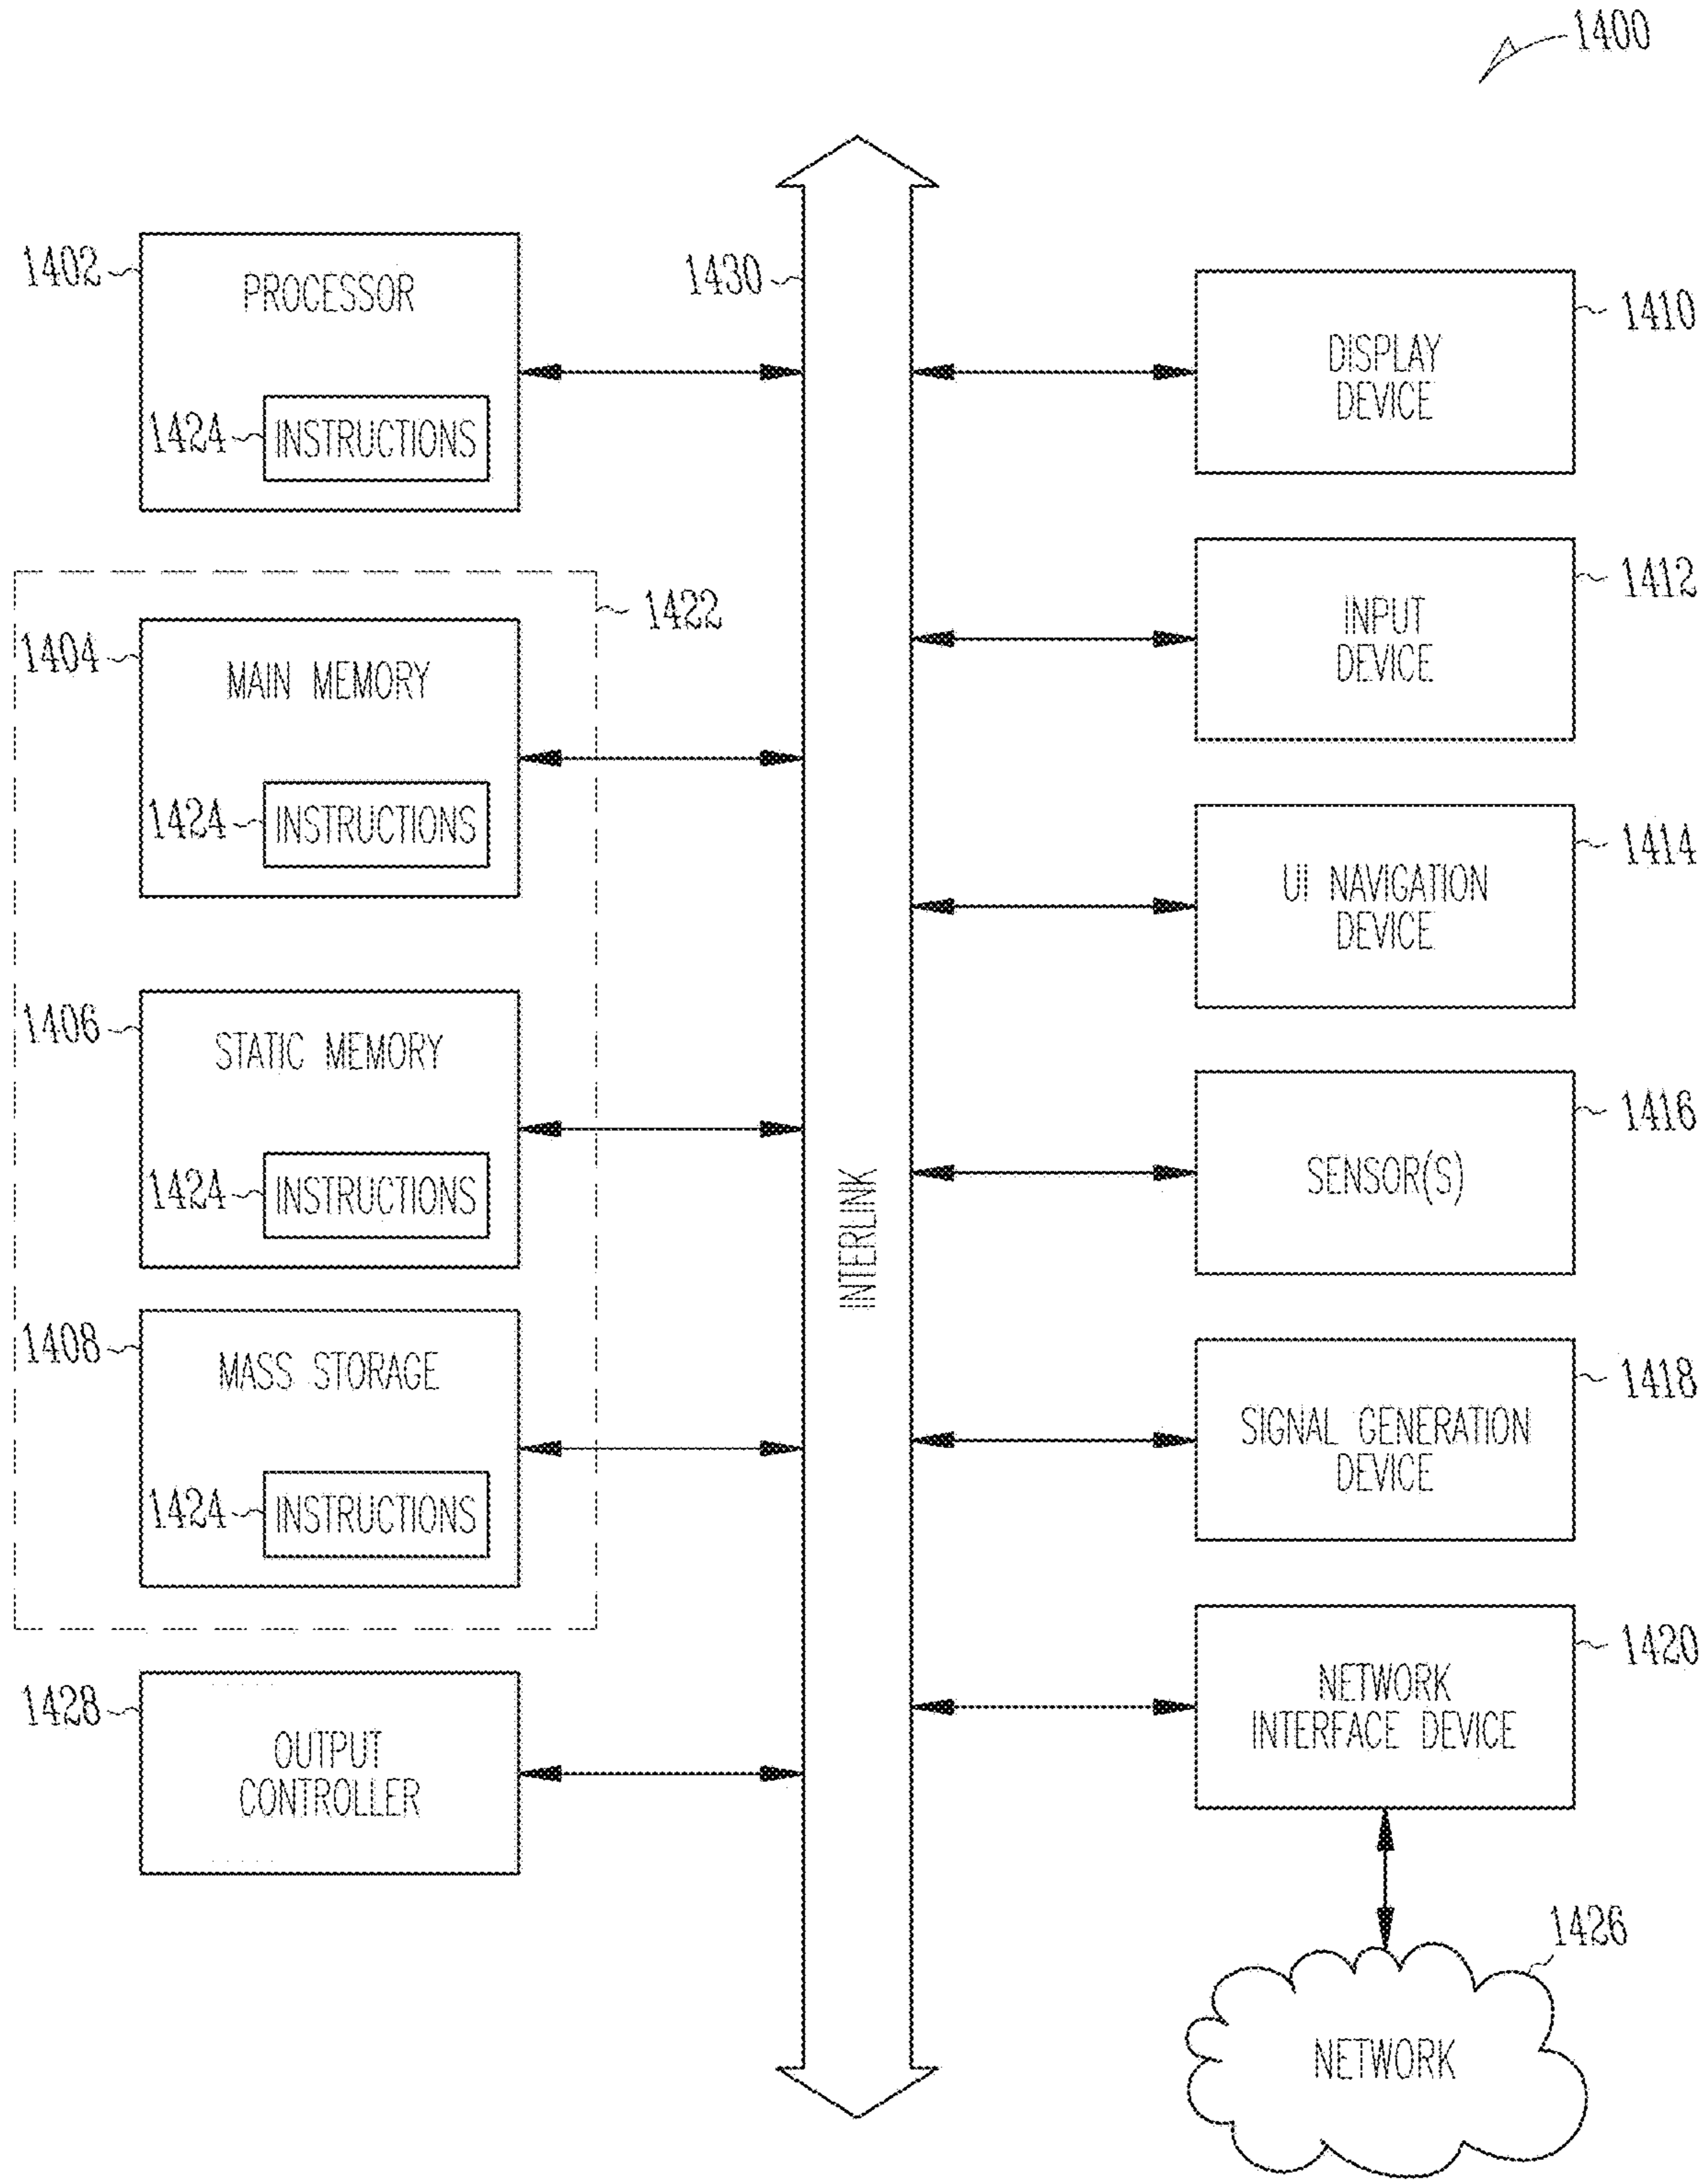 1400
1402
PROCESSOR
1424
INSTRUCTIONS
1422
1404
MAIN MEMORY
1424
INSTRUCTIONS
1406
STATIC MEMORY
1424
INSTRUCTIONS
1408
MASS STORAGE
1424
INSTRUCTIONS
1428
OUTPUT
CONTROLLER
1430
INTERLINK
1410
DISPLAY
DEVICE
1412
INPUT
DEVICE
1414
UI NAVIGATION
DEVICE
1416
SENSOR(S)
1418
SIGNAL GENERATION
DEVICE
1420
NETWORK
INTERFACE DEVICE
1426
NETWORK